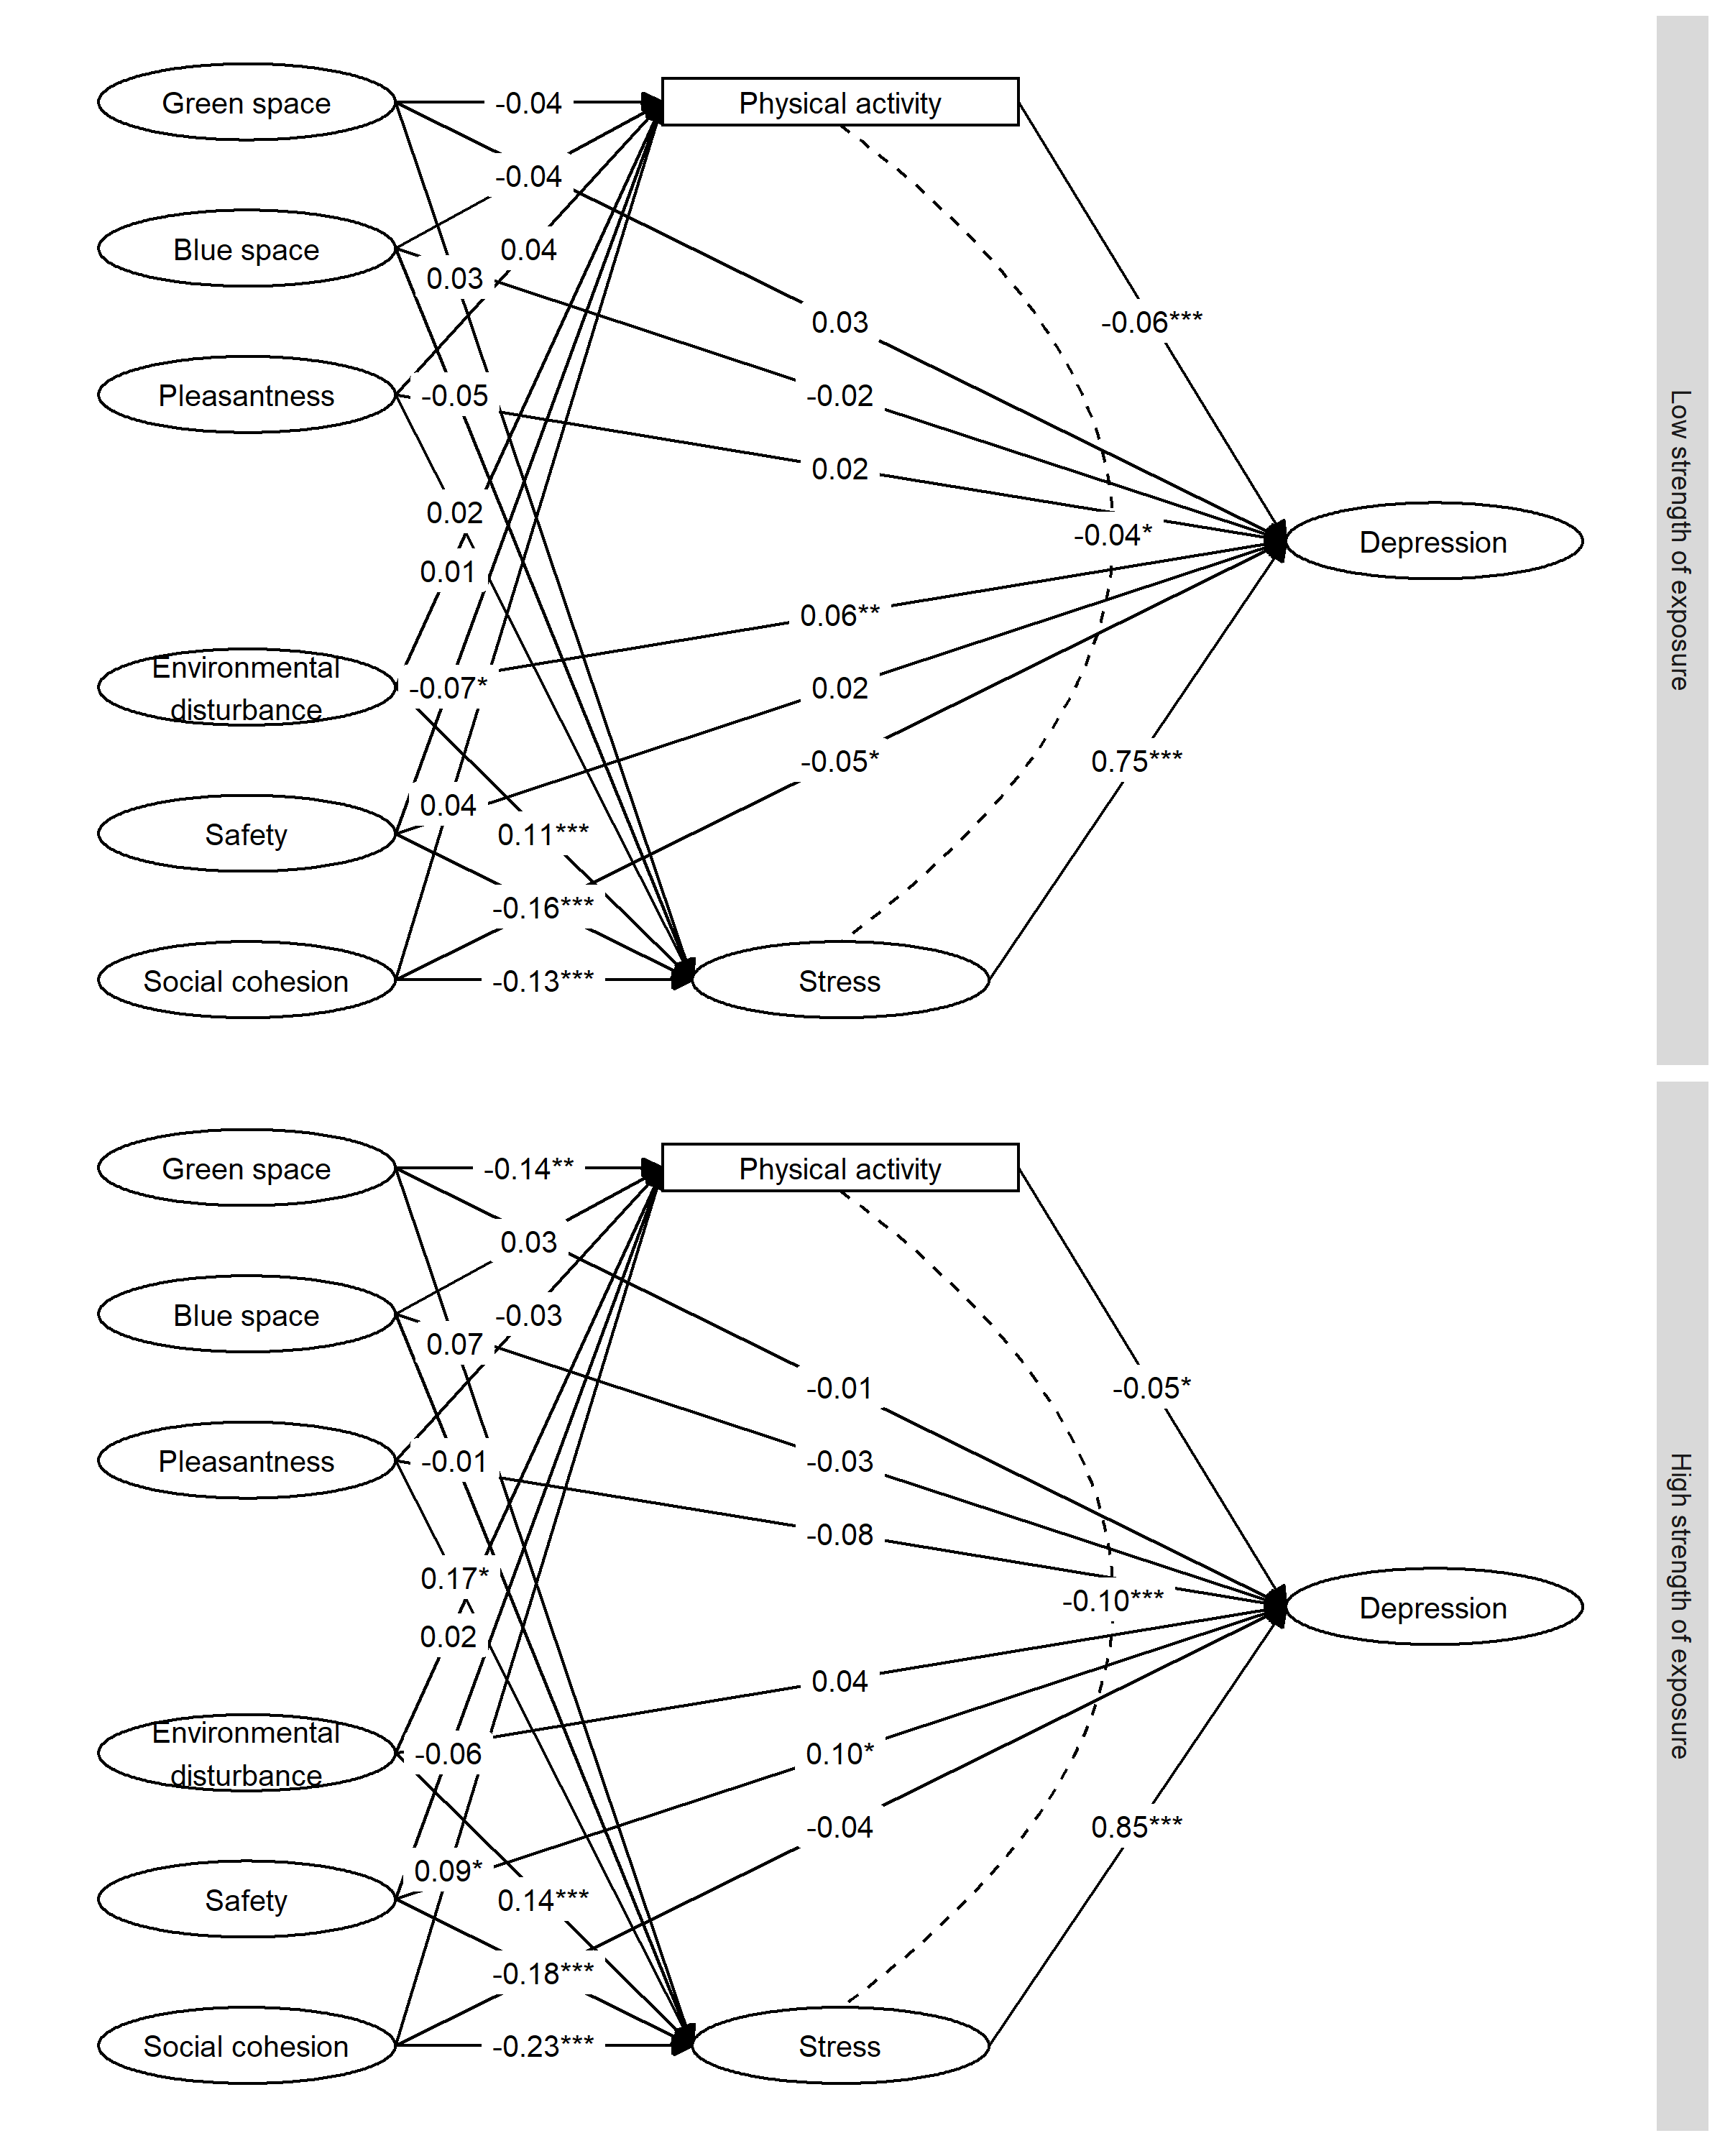 Green space
-0.04
Physical activity
-0.04
Blue space
0.04
0.03
0.03
-0.06***
Pleasantness
-0.05
-0.02
0.02
0.02
-0.04*
Depression
0.01
0.06**
Environmental
disturbance
-0.07*
0.02
-0.05*
0.75***
0.04
Safety
0.11***
-0.16***
Social cohesion
-0.13***
Stress
Low strength of exposure
Green space
-0.14**
Physical activity
0.03
Blue space
-0.03
0.07
-0.01
-0.05*
Pleasantness
-0.01
-0.03
-0.08
0.17*
-0.10***
Depression
0.02
0.04
Environmental
disturbance
-0.06
0.10*
-0.04
0.85***
0.09*
Safety
0.14***
-0.18***
Social cohesion
-0.23***
Stress
High strength of exposure